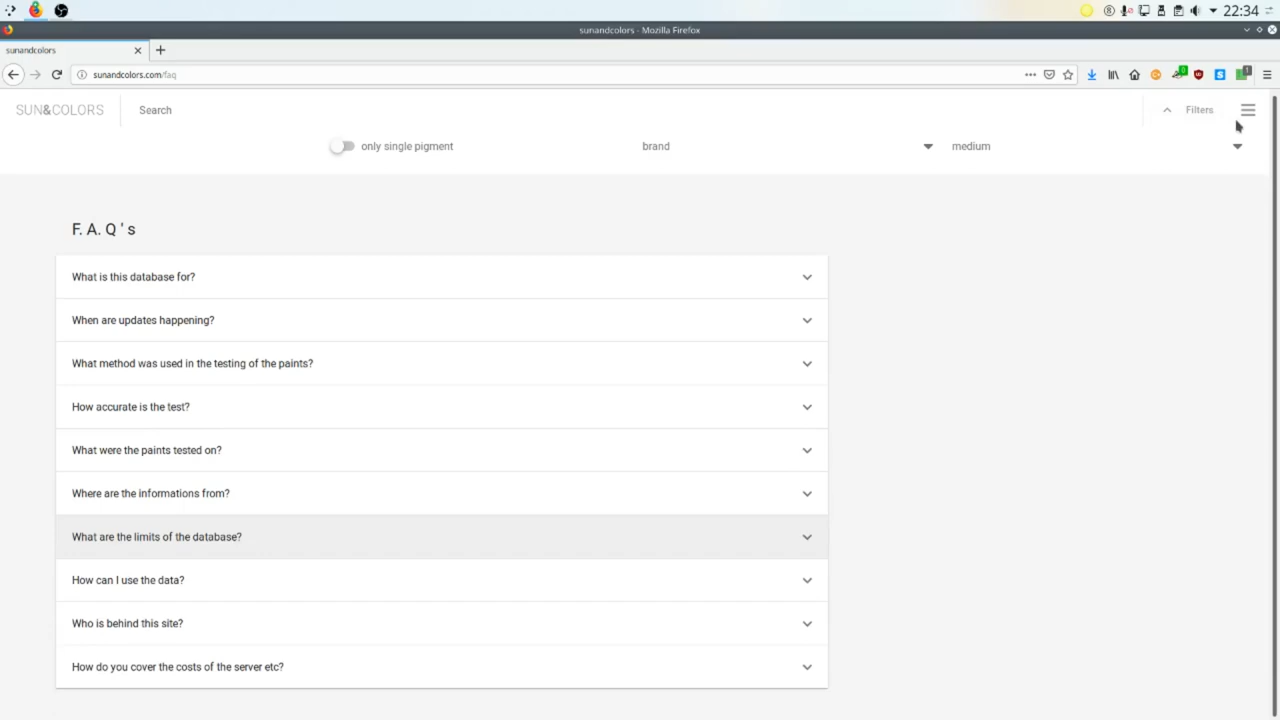 22:34
sunandcolors - Mozilla Firefox
sunandcolors
sunandcolors.com/faq
0
1
SUN&COLORS
Search
Filters
only single pigment
brand
medium
F. A. Q ' s
What is this database for?
When are updates happening?
What method was used in the testing of the paints?
How accurate is the test?
What were the paints tested on?
Where are the informations from?
What are the limits of the database?
How can I use the data?
Who is behind this site?
How do you cover the costs of the server etc?